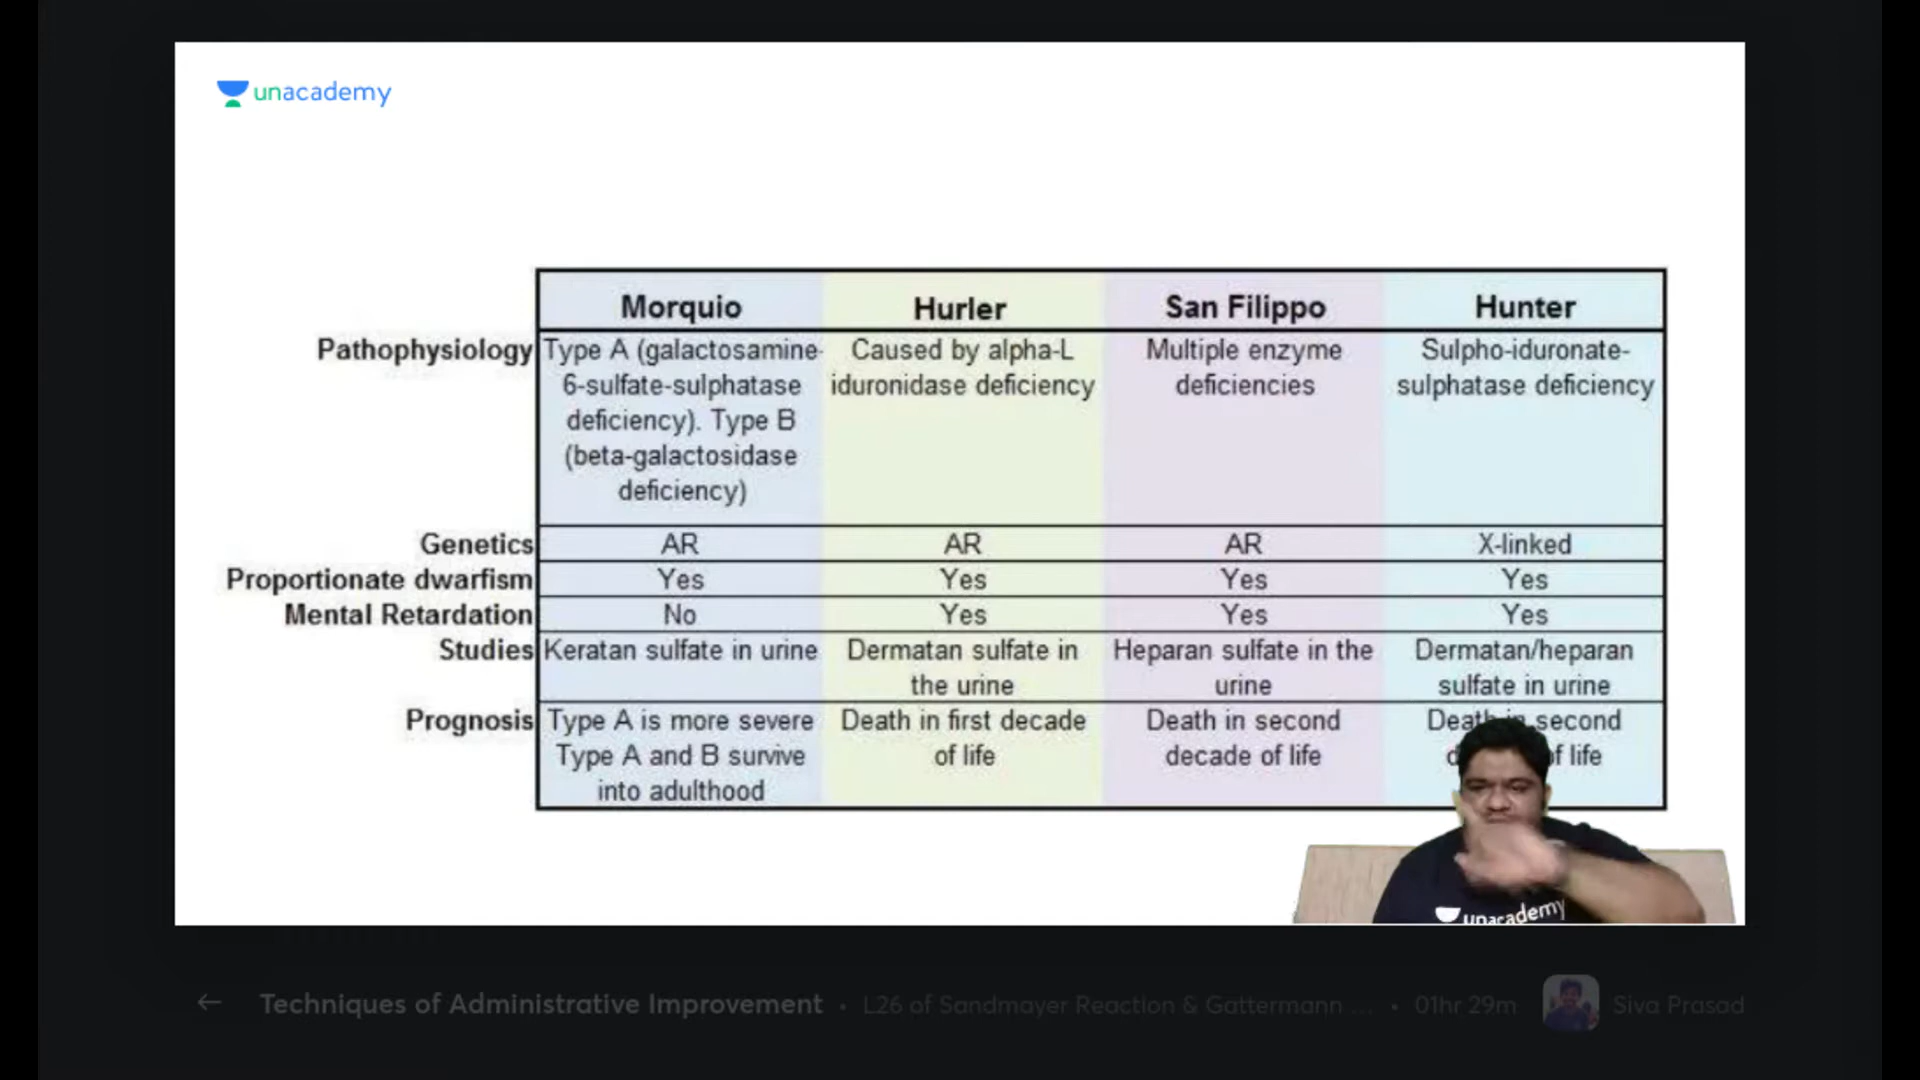 unacademy
Morquio Hurler San Filippo Hunter
Pathophysiology Type A (galactosamine- Caused by alpha-L Multiple enzyme Sulpho-iduronate-
6-sulfate-sulphatase iduronidase deficiency deficiencies sulphatase deficiency
deficiency). Type B
(beta-galactosidase
deficiency)
Genetics AR AR AR X-linked
Proportionate dwarfism Yes Yes Yes Yes
Mental Retardation No Yes Yes Yes
Studies Keratan sulfate in urine Dermatan sulfate in Heparan sulfate in the Dermatan/heparan
the urine urine sulfate in urine
Prognosis Type A is more severe Death in first decade Death in second Death in second
Type A and B survive of life decade of life of life
into adulthood
unacademy
← Techniques of Administrative Improvement • L26 of Sandmayer Reaction & Gattermann ... • 01hr 29m Siva Prasad